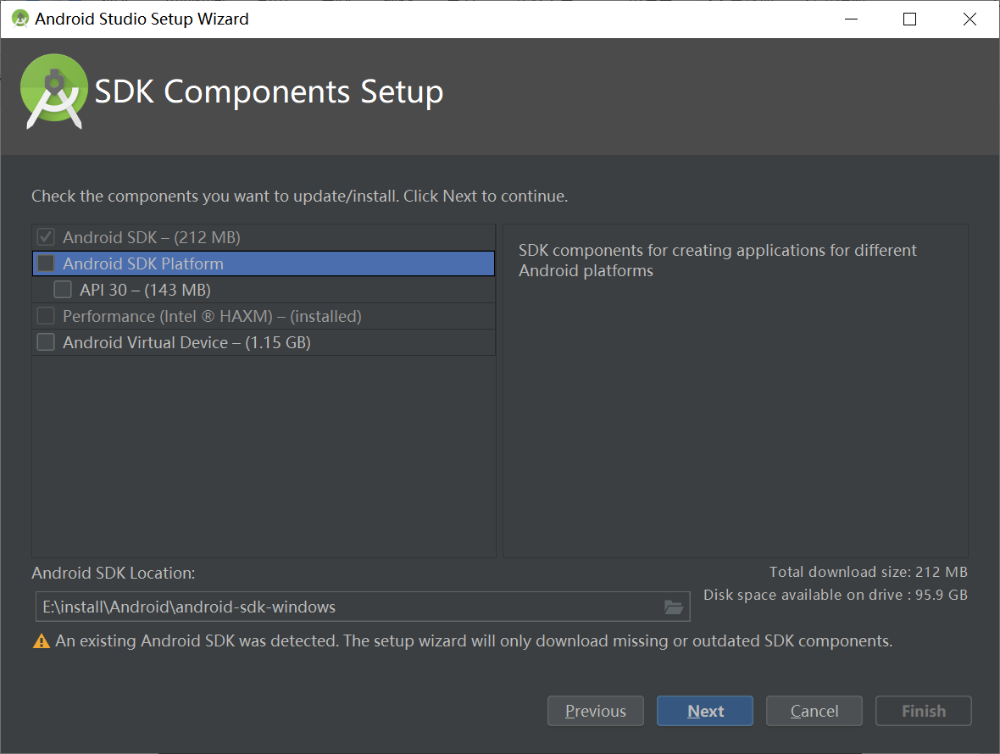 Android Studio Setup Wizard
SDK Components Setup
Check the components you want to update/install. Click Next to continue.
Android SDK – (212 MB)
Android SDK Platform
API 30 – (143 MB)
Performance (Intel ® HAXM) – (installed)
Android Virtual Device – (1.15 GB)
SDK components for creating applications for different
Android platforms
Android SDK Location:
Total download size: 212 MB
Disk space available on drive : 95.9 GB
E:\install\Android\android-sdk-windows
An existing Android SDK was detected. The setup wizard will only download missing or outdated SDK components.
Previous
Next
Cancel
Finish